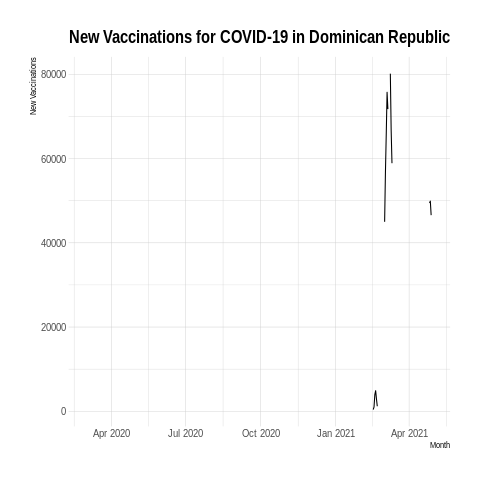 New Vaccinations for COVID-19 in Dominican Republic
New Vaccinations
80000
60000
40000
20000
0
Apr 2020
Jul 2020
Oct 2020
Jan 2021
Apr 2021
Month